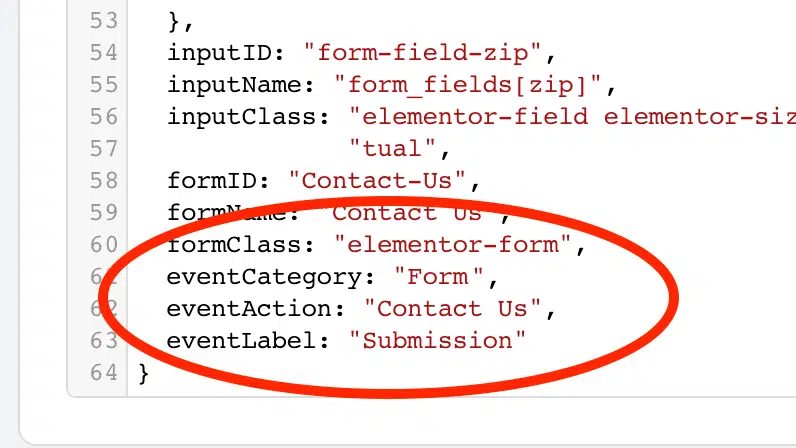 53 },
54 inputID: "form-field-zip",
55 inputName: "form_fields[zip]",
56 inputClass: "elementor-field elementor-siz
57 "tual",
58 formID: "Contact-Us",
59 formName: "Contact Us",
60 formClass: "elementor-form",
61 eventCategory: "Form",
62 eventAction: "Contact Us",
63 eventLabel: "Submission"
64 }